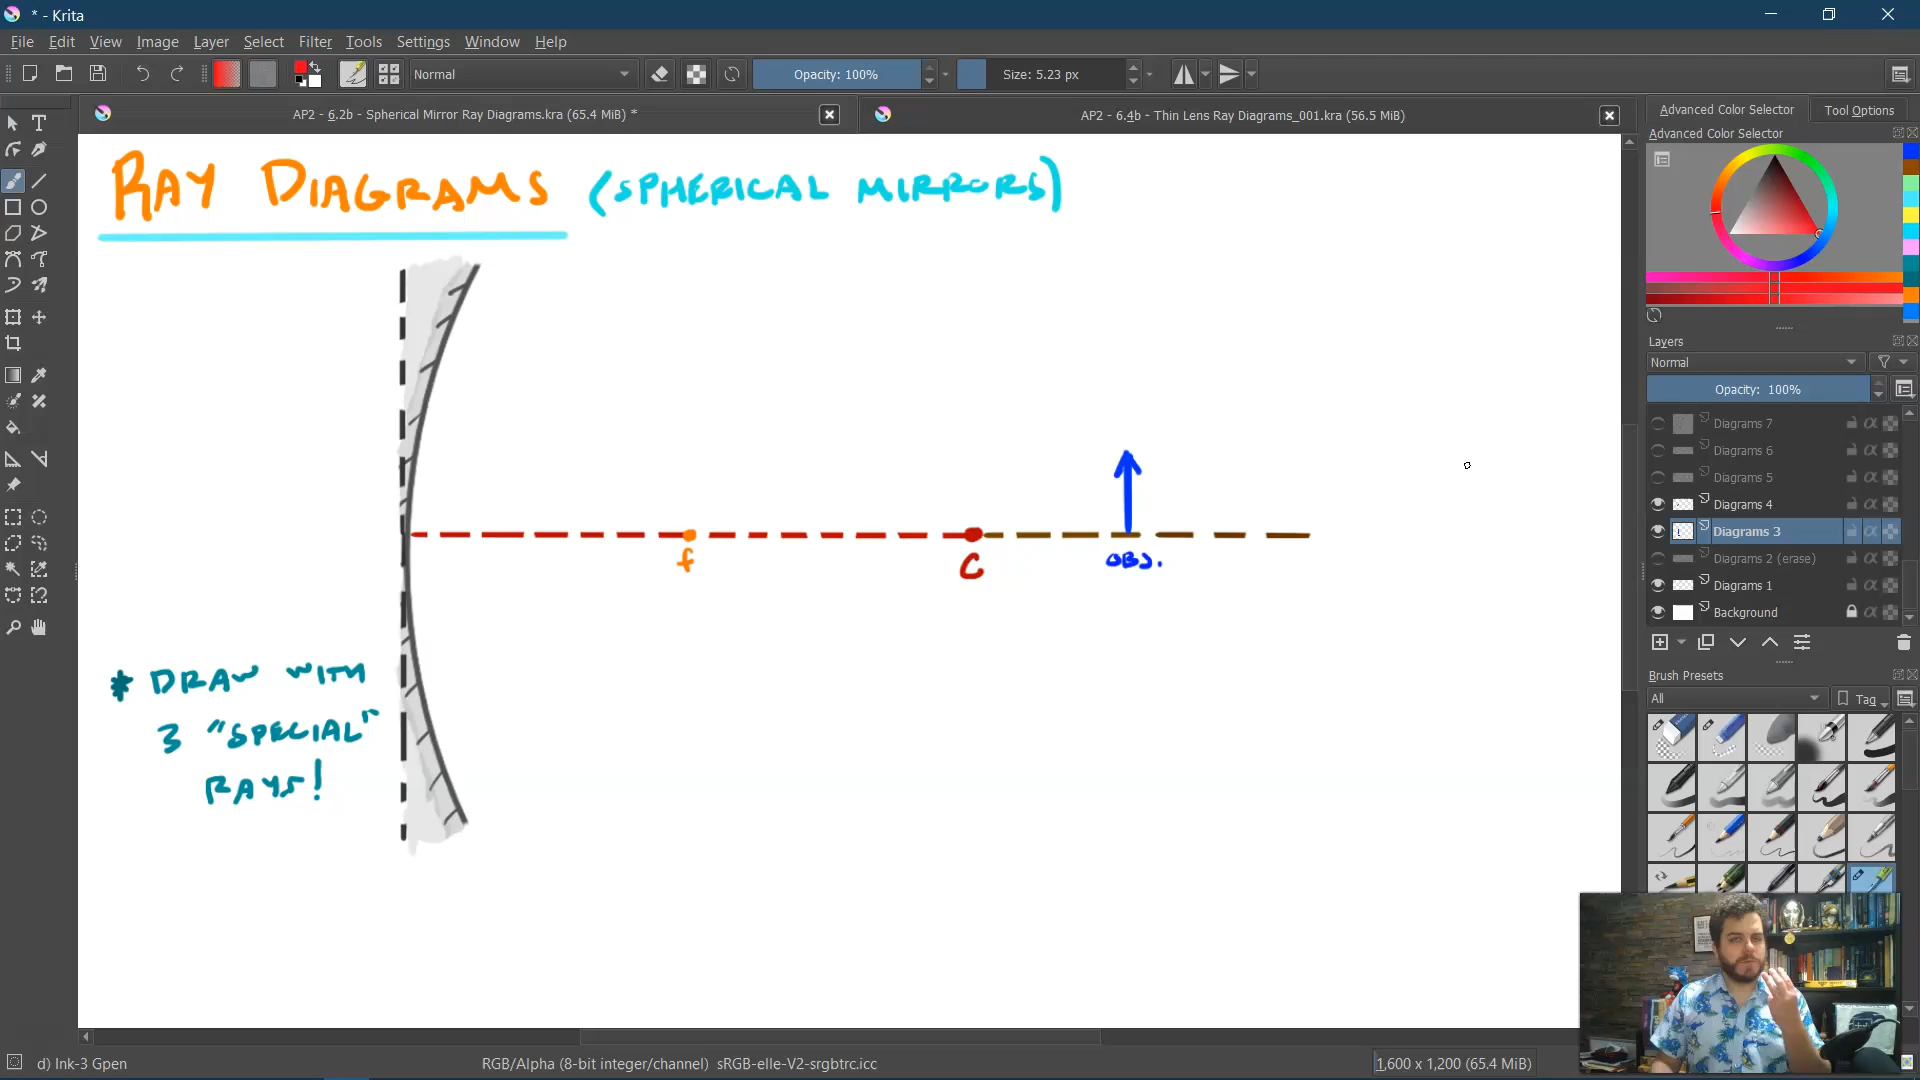 * - Krita
File Edit View Image Layer Select Filter Tools Settings Window Help
Normal
Opacity: 100%
Size: 5.23 px
AP2 - 6.2b - Spherical Mirror Ray Diagrams.kra (65.4 MiB) *
AP2 - 6.4b - Thin Lens Ray Diagrams_001.kra (56.5 MiB)
Advanced Color Selector
Tool Options
Advanced Color Selector
RAY DIAGRAMS (SPHERICAL MIRRORS)
f
C
OBJ.
* DRAW WITH
3 "SPECIAL"
RAYS!
Layers
Normal
Opacity: 100%
Diagrams 7
Diagrams 6
Diagrams 5
Diagrams 4
Diagrams 3
Diagrams 2 (erase)
Diagrams 1
Background
Brush Presets
All
Tag
d) Ink-3 Gpen
RGB/Alpha (8-bit integer/channel) sRGB-elle-V2-srgbtrc.icc
1,600 x 1,200 (65.4 MiB)